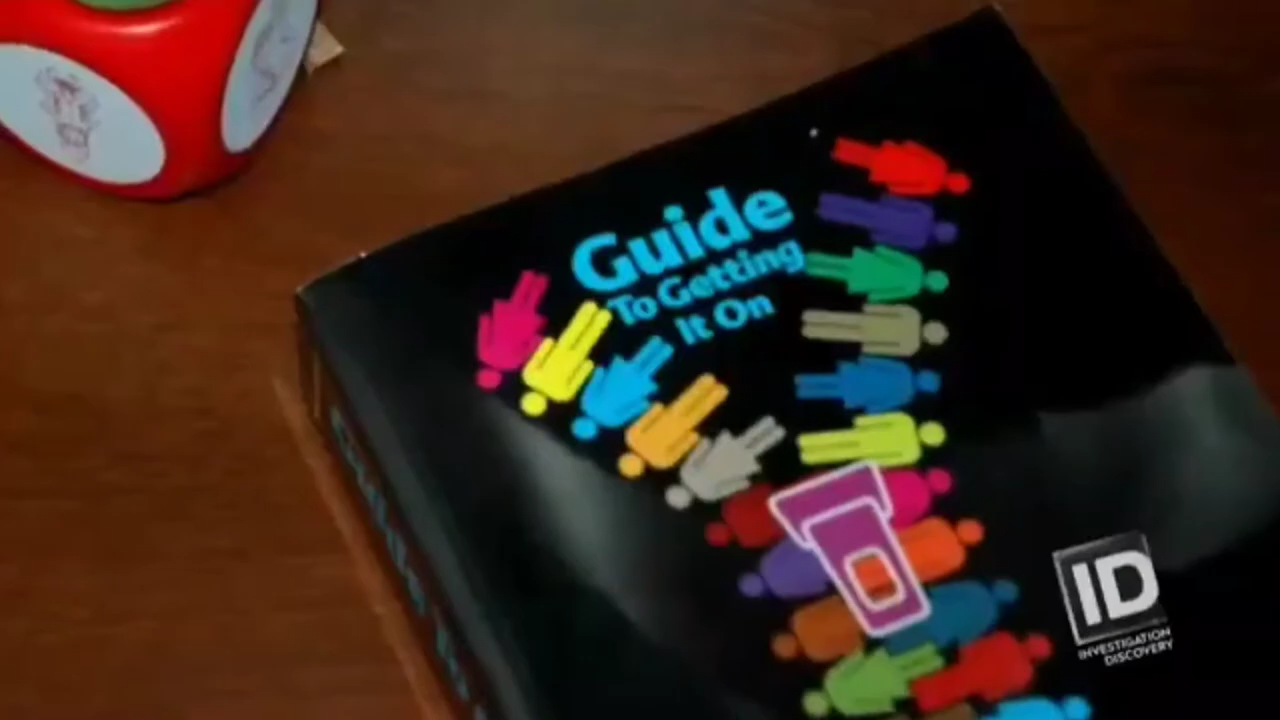 Guide
To Getting
It On
ID
INVESTIGATION
DISCOVERY